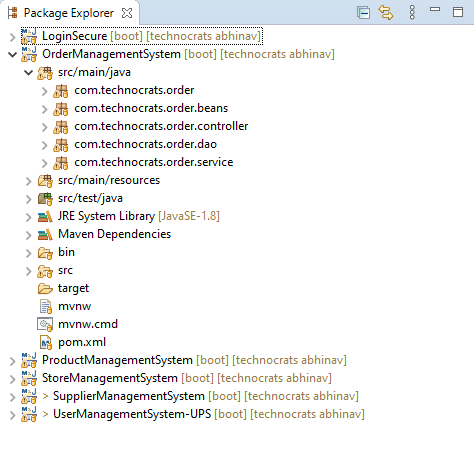 Package Explorer
LoginSecure [boot] [technocrats abhinav]
OrderManagementSystem [boot] [technocrats abhinav]
src/main/java
com.technocrats.order
com.technocrats.order.beans
com.technocrats.order.controller
com.technocrats.order.dao
com.technocrats.order.service
src/main/resources
src/test/java
JRE System Library [JavaSE-1.8]
Maven Dependencies
bin
src
target
mvnw
mvnw.cmd
pom.xml
ProductManagementSystem [boot] [technocrats abhinav]
StoreManagementSystem [boot] [technocrats abhinav]
> SupplierManagementSystem [boot] [technocrats abhinav]
> UserManagementSystem-UPS [boot] [technocrats abhinav]